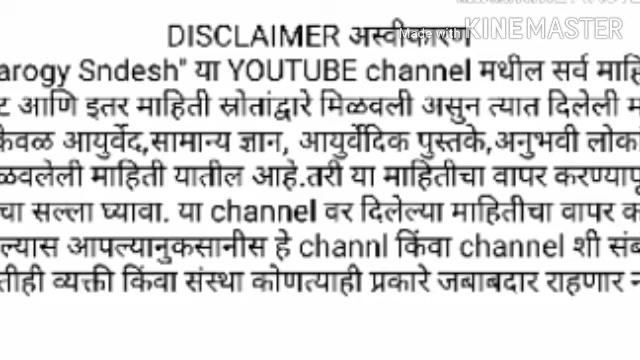 Made with KINEMASTER
DISCLAIMER अस्वीकारण
arogy Sndesh" या YOUTUBE channel मधील सर्व माहि
ट आणि इतर माहिती स्रोतांद्वारे मिळवली असुन त्यात दिलेली म
केवळ आयुर्वेद,सामान्य ज्ञान, आयुर्वेदिक पुस्तके,अनुभवी लोका
ळवलेली माहिती यातील आहे.तरी या माहितीचा वापर करण्याप
चा सल्ला घ्यावा. या channel वर दिलेल्या माहितीचा वापर क
ल्यास आपल्यानुकसानीस हे channl किंवा channel शी संब
तीही व्यक्ती किंवा संस्था कोणत्याही प्रकारे जबाबदार राहणार न